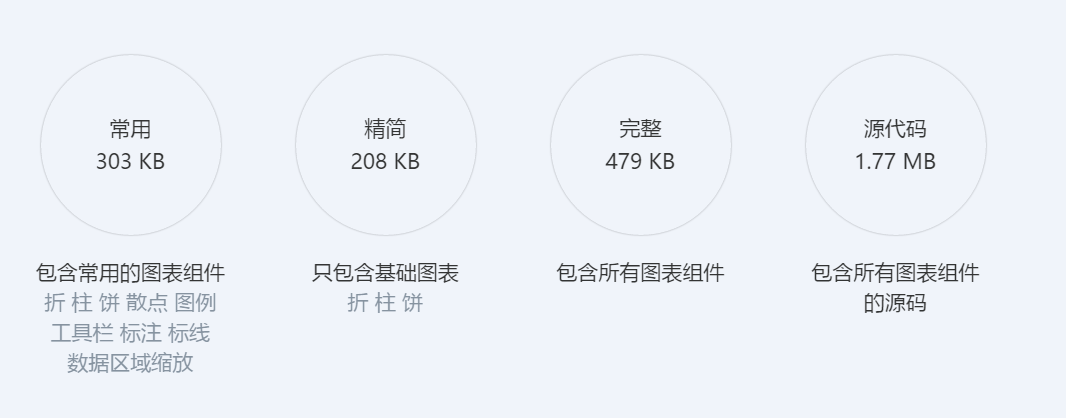 常用
303 KB
包含常用的图表组件
折 柱 饼 散点 图例
工具栏 标注 标线
数据区域缩放
精简
208 KB
只包含基础图表
折 柱 饼
完整
479 KB
包含所有图表组件
源代码
1.77 MB
包含所有图表组件
的源码